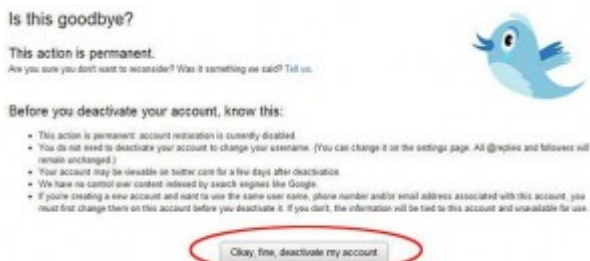 Is this goodbye?
This action is permanent.
Are you sure you don't want to reconsider? Was it something we said? Tell us.
Before you deactivate your account, know this:
This action is permanent: account restoration is currently disabled.
You do not need to deactivate your account to change your username. (You can change it on the settings page. All @replies and followers will
remain unchanged.)
Your account may be viewable on twitter.com for a few days after deactivation.
We have no control over content indexed by search engines like Google.
If you're creating a new account and want to use the same user name, phone number and/or email address associated with this account, you
must first change them on this account before you deactivate it. If you don't, the information will be tied to this account and unavailable for use.
Okay, fine, deactivate my account